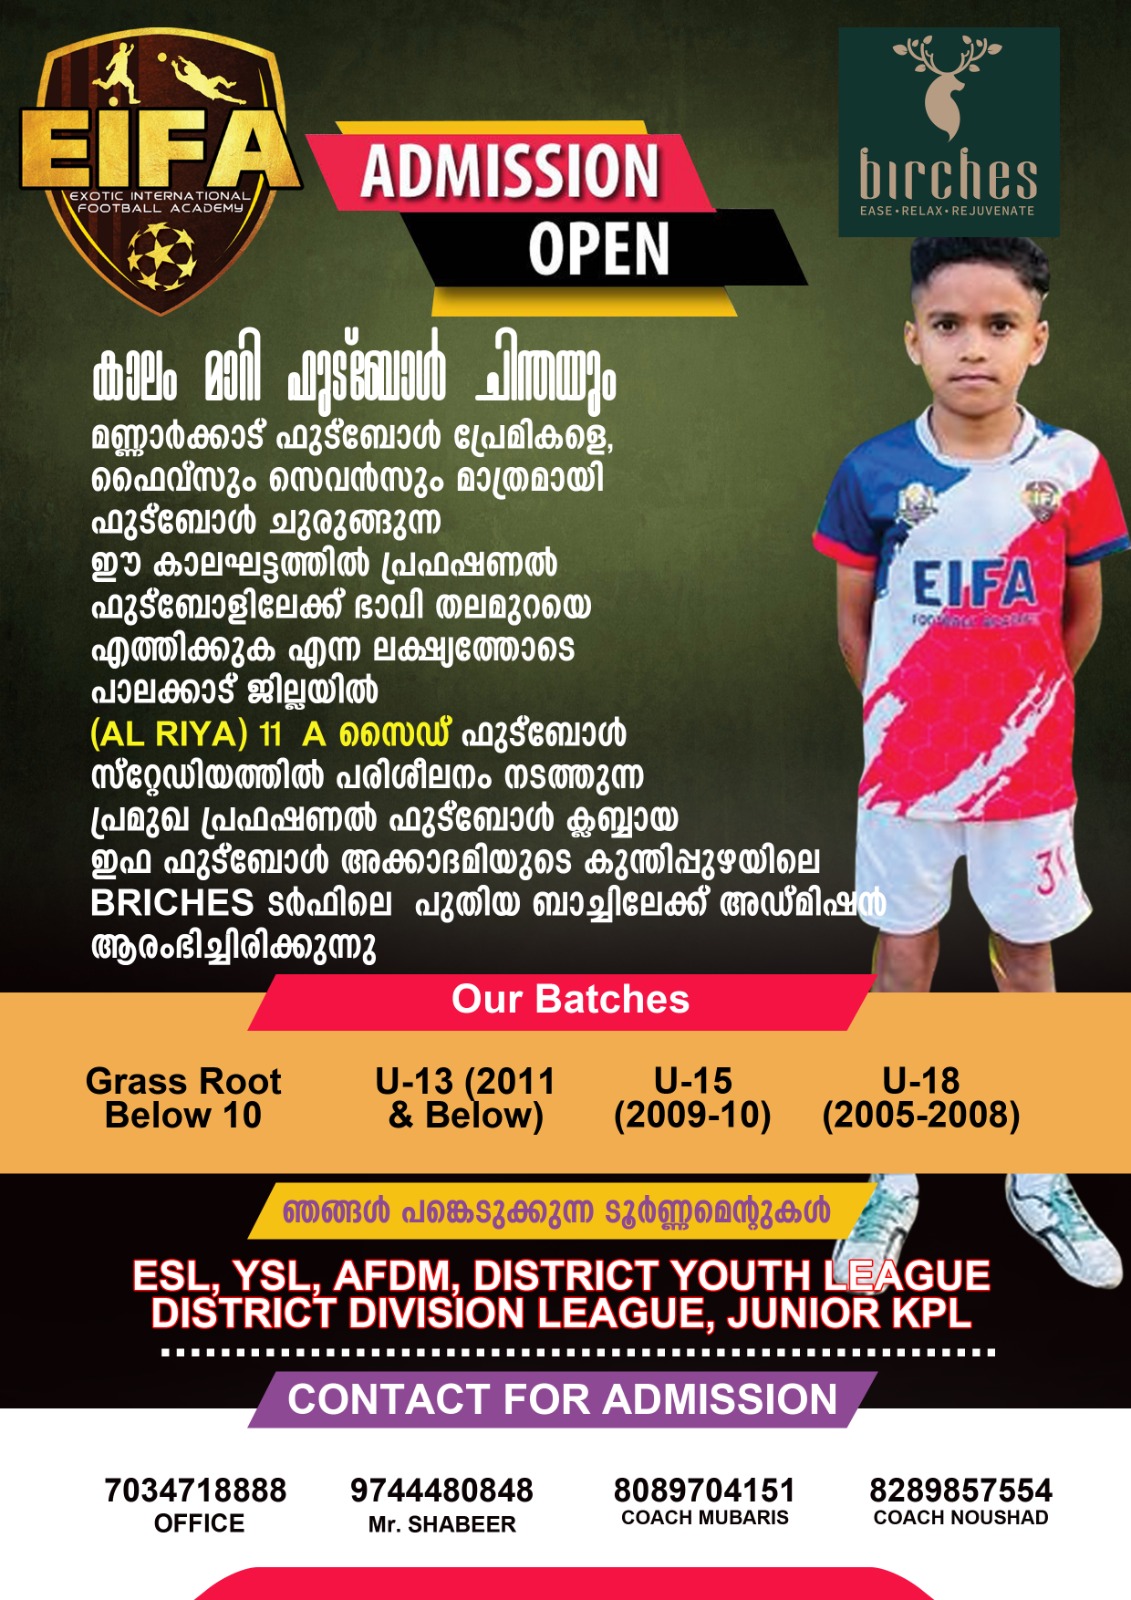 EIFA
EXOTIC INTERNATIONAL
FOOTBALL ACADEMY
ADMISSION
OPEN
birches
EASE • RELAX • REJUVENATE
കാലം മാറി ഫുട്ബോൾ ചിന്തയും
മണ്ണാർക്കാട് ഫുട്ബോൾ പ്രേമികളെ,
ഫൈവ്സും സെവൻസും മാത്രമായി
ഫുട്ബോൾ ചുരുങ്ങുന്ന
ഈ കാലഘട്ടത്തിൽ പ്രഫഷണൽ
ഫുട്ബോളിലേക്ക് ഭാവി തലമുറയെ
എത്തിക്കുക എന്ന ലക്ഷ്യത്തോടെ
പാലക്കാട് ജില്ലയിൽ
(AL RIYA) 11 A സൈഡ് ഫുട്ബോൾ
സ്റ്റേഡിയത്തിൽ പരിശീലനം നടത്തുന്ന
പ്രമുഖ പ്രഫഷണൽ ഫുട്ബോൾ ക്ലബ്ബായ
ഇഫ ഫുട്ബോൾ അക്കാദമിയുടെ കുന്തിപ്പുഴയിലെ
BRICHES ടർഫിലെ പുതിയ ബാച്ചിലേക്ക് അഡ്മിഷൻ
ആരംഭിച്ചിരിക്കുന്നു
EIFA
FOOTBALL ACADEMY
Our Batches
Grass Root
Below 10
U-13 (2011
& Below)
U-15
(2009-10)
U-18
(2005-2008)
ഞങ്ങൾ പങ്കെടുക്കുന്ന ടൂർണ്ണമെന്റുകൾ
ESL, YSL, AFDM, DISTRICT YOUTH LEAGUE
DISTRICT DIVISION LEAGUE, JUNIOR KPL
CONTACT FOR ADMISSION
7034718888
OFFICE
9744480848
Mr. SHABEER
8089704151
COACH MUBARIS
8289857554
COACH NOUSHAD